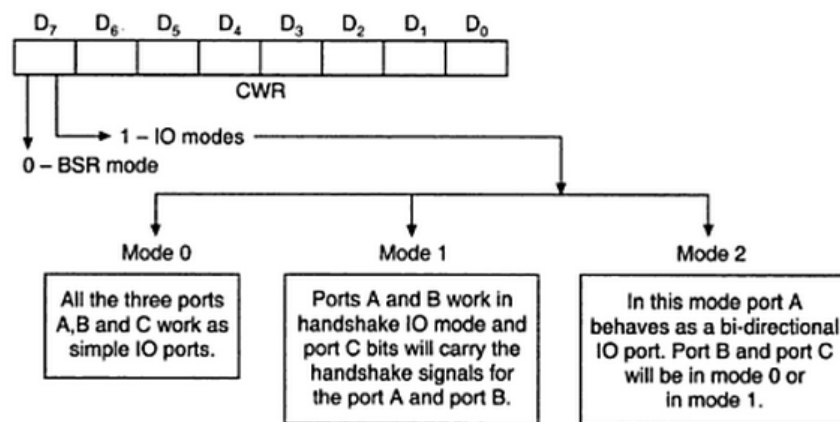 D₇ D₆ D₅ D₄ D₃ D₂ D₁ D₀
CWR
1 – IO modes
0 – BSR mode
Mode 0
Mode 1
Mode 2
All the three ports
A,B and C work as
simple IO ports.
Ports A and B work in
handshake IO mode and
port C bits will carry the
handshake signals for
the port A and port B.
In this mode port A
behaves as a bi-directional
IO port. Port B and port C
will be in mode 0 or
in mode 1.